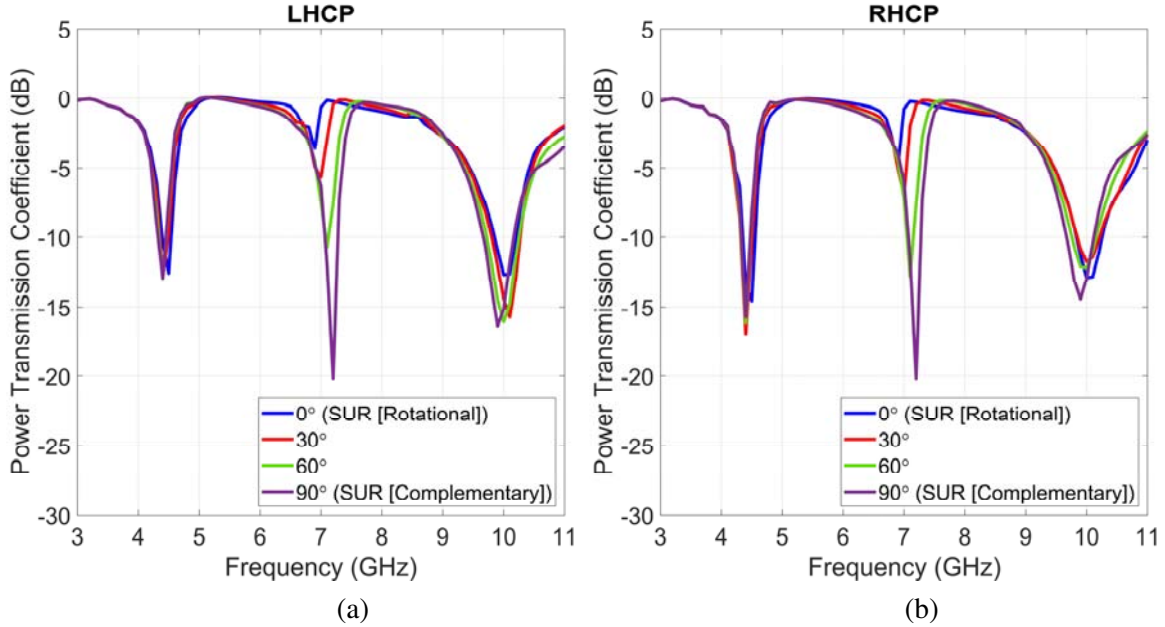 LHCP
Power Transmission Coefficient (dB)
5
0
-5
-10
-15
-20
-25
-30
0° (SUR [Rotational])
30°
60°
90° (SUR [Complementary])
3 4 5 6 7 8 9 10 11
Frequency (GHz)
(a)
RHCP
Power Transmission Coefficient (dB)
5
0
-5
-10
-15
-20
-25
-30
0° (SUR [Rotational])
30°
60°
90° (SUR [Complementary])
3 4 5 6 7 8 9 10 11
Frequency (GHz)
(b)